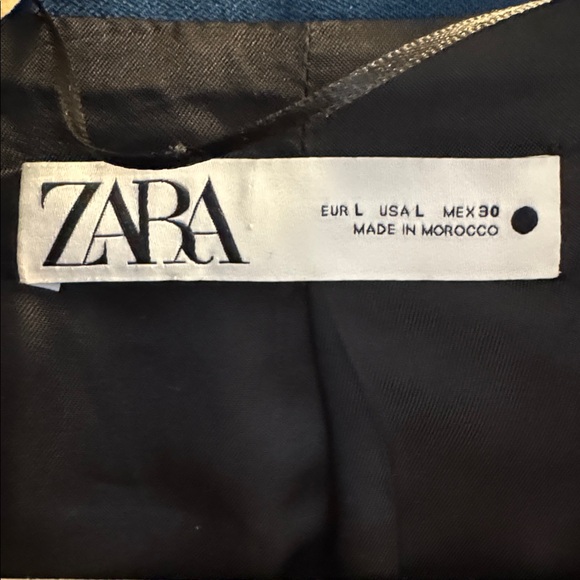 ZARA
EUR L USA L MEX 30
MADE IN MOROCCO